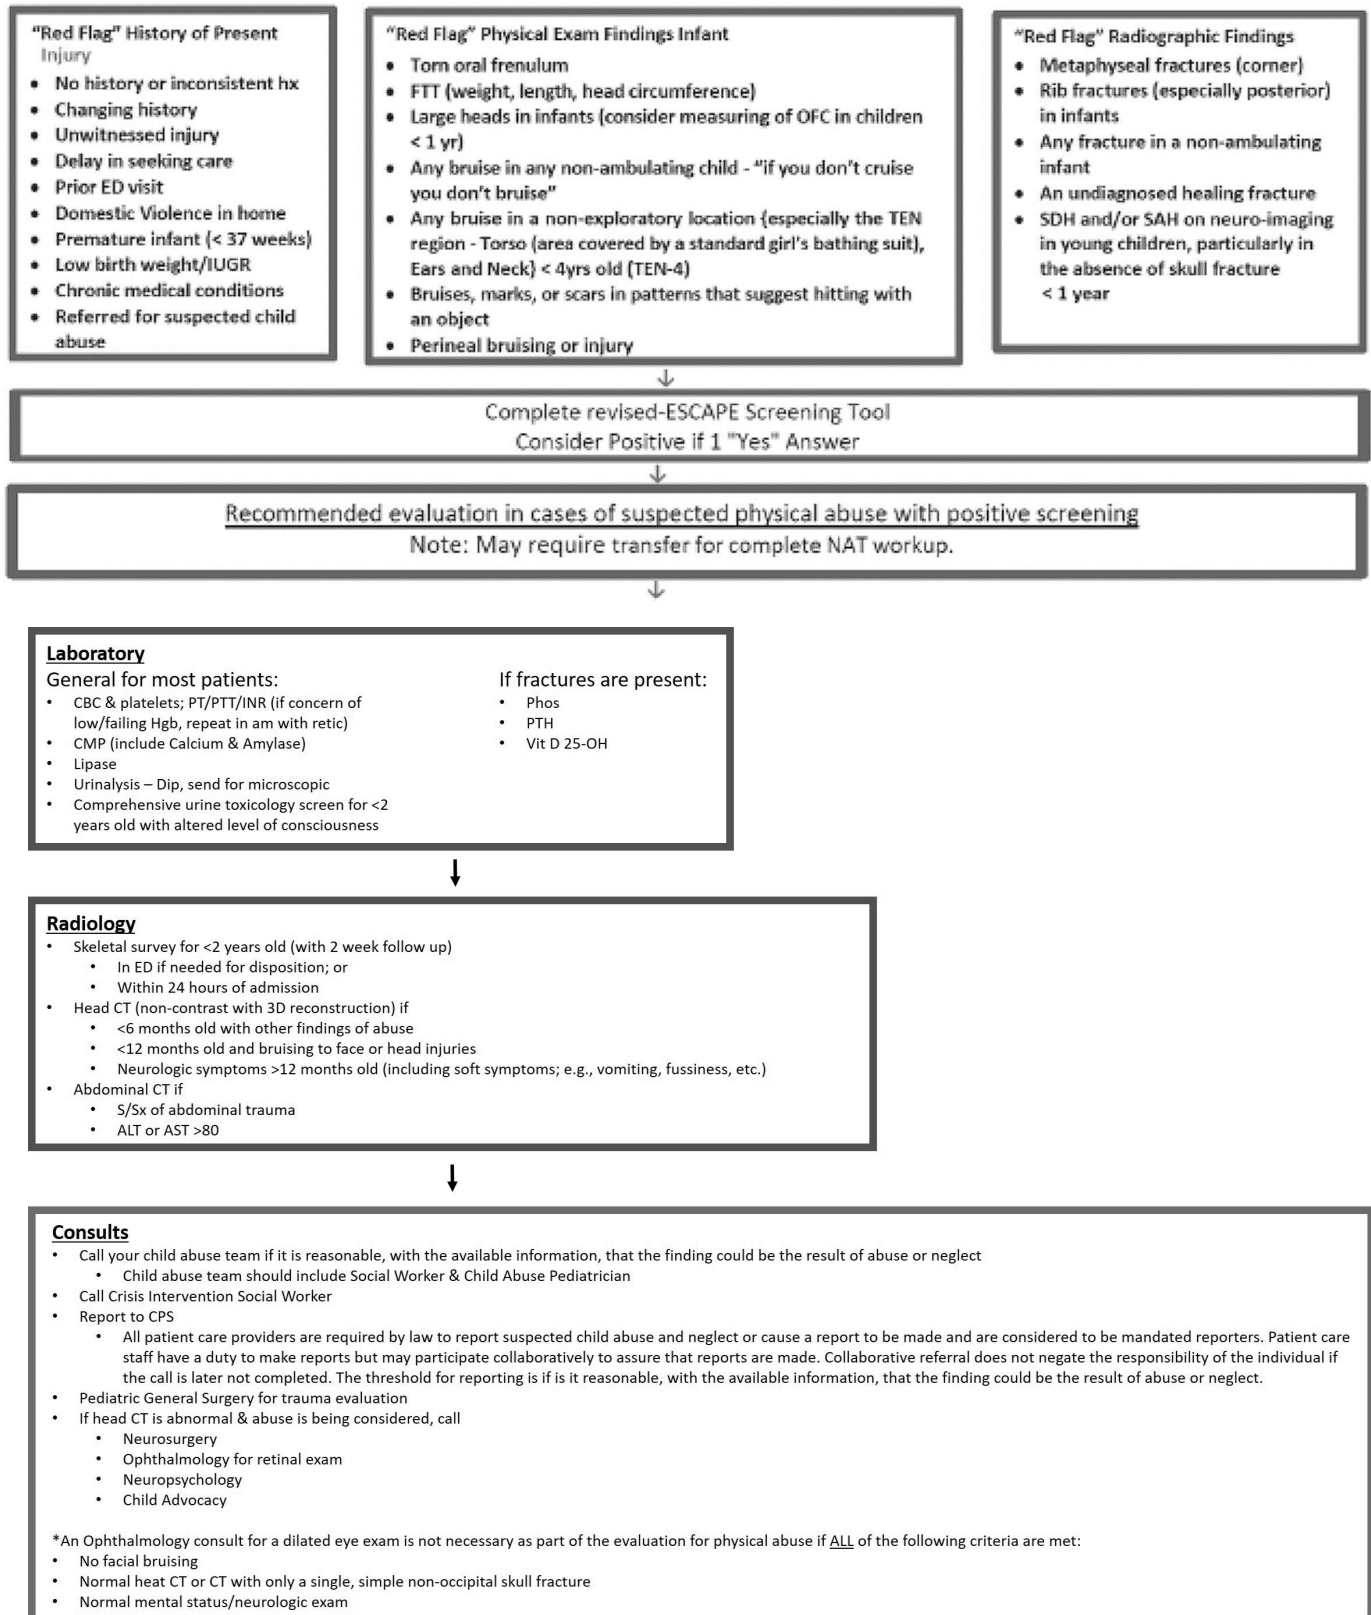 "Red Flag" History of Present
Injury
• No history or inconsistent hx
• Changing history
• Unwitnessed injury
• Delay in seeking care
• Prior ED visit
• Domestic Violence in home
• Premature infant (< 37 weeks)
• Low birth weight/IUGR
• Chronic medical conditions
• Referred for suspected child
abuse
"Red Flag" Physical Exam Findings Infant
• Torn oral frenulum
• FTT (weight, length, head circumference)
• Large heads in infants (consider measuring of OFC in children
< 1 yr)
• Any bruise in any non-ambulating child - "if you don't cruise
you don't bruise"
• Any bruise in a non-exploratory location {especially the TEN
region - Torso (area covered by a standard girl's bathing suit),
Ears and Neck} < 4yrs old (TEN-4)
• Bruises, marks, or scars in patterns that suggest hitting with
an object
• Perineal bruising or injury
"Red Flag" Radiographic Findings
• Metaphyseal fractures (corner)
• Rib fractures (especially posterior)
in infants
• Any fracture in a non-ambulating
infant
• An undiagnosed healing fracture
• SDH and/or SAH on neuro-imaging
in young children, particularly in
the absence of skull fracture
< 1 year
Complete revised-ESCAPE Screening Tool
Consider Positive if 1 "Yes" Answer
Recommended evaluation in cases of suspected physical abuse with positive screening
Note: May require transfer for complete NAT workup.
Laboratory
General for most patients:
• CBC & platelets; PT/PTT/INR (if concern of
low/failing Hgb, repeat in am with retic)
• CMP (include Calcium & Amylase)
• Lipase
• Urinalysis – Dip, send for microscopic
• Comprehensive urine toxicology screen for <2
years old with altered level of consciousness
If fractures are present:
• Phos
• PTH
• Vit D 25-OH
Radiology
• Skeletal survey for <2 years old (with 2 week follow up)
• In ED if needed for disposition; or
• Within 24 hours of admission
• Head CT (non-contrast with 3D reconstruction) if
• <6 months old with other findings of abuse
• <12 months old and bruising to face or head injuries
• Neurologic symptoms >12 months old (including soft symptoms; e.g., vomiting, fussiness, etc.)
• Abdominal CT if
• S/Sx of abdominal trauma
• ALT or AST >80
Consults
• Call your child abuse team if it is reasonable, with the available information, that the finding could be the result of abuse or neglect
• Child abuse team should include Social Worker & Child Abuse Pediatrician
• Call Crisis Intervention Social Worker
• Report to CPS
• All patient care providers are required by law to report suspected child abuse and neglect or cause a report to be made and are considered to be mandated reporters. Patient care
staff have a duty to make reports but may participate collaboratively to assure that reports are made. Collaborative referral does not negate the responsibility of the individual if
the call is later not completed. The threshold for reporting is if is it reasonable, with the available information, that the finding could be the result of abuse or neglect.
• Pediatric General Surgery for trauma evaluation
• If head CT is abnormal & abuse is being considered, call
• Neurosurgery
• Ophthalmology for retinal exam
• Neuropsychology
• Child Advocacy
*An Ophthalmology consult for a dilated eye exam is not necessary as part of the evaluation for physical abuse if ALL of the following criteria are met:
• No facial bruising
• Normal heat CT or CT with only a single, simple non-occipital skull fracture
• Normal mental status/neurologic exam